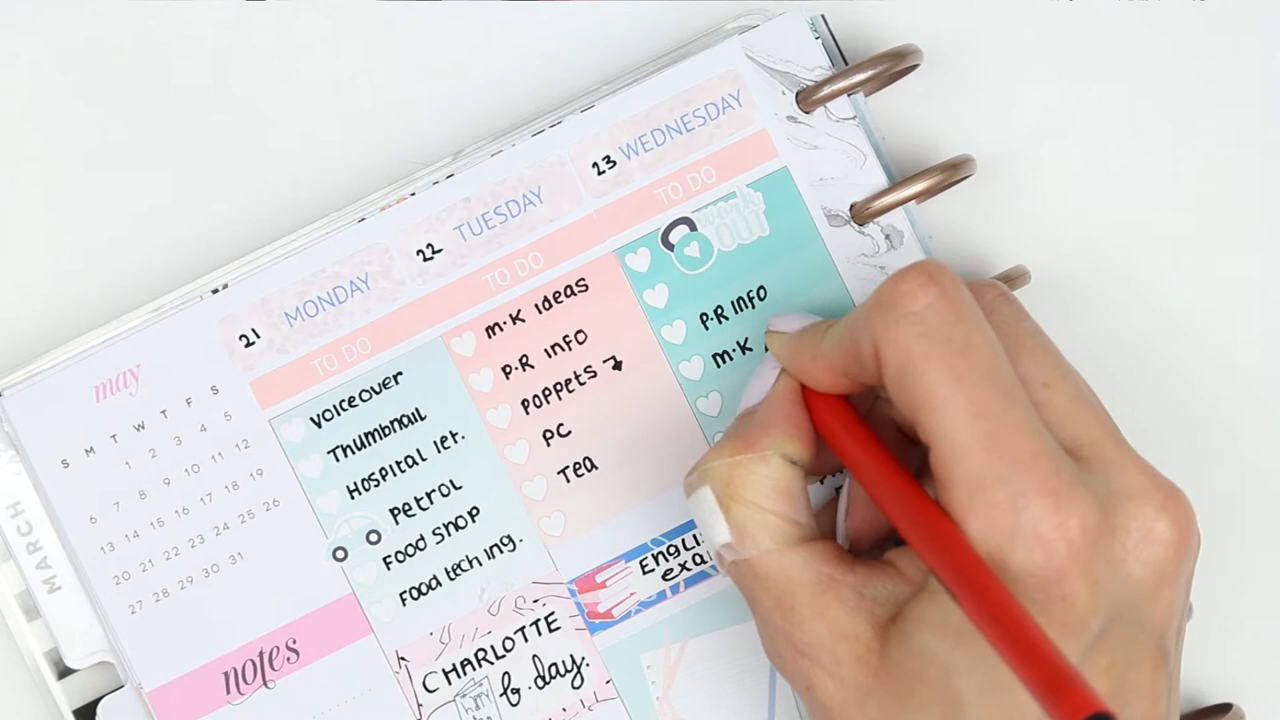 23 WEDNESDAY
22 TUESDAY
21 MONDAY
TO DO
TO DO
TO DO
work
out
P.R info
m.K
m.K ideas
P.R info
Poppets
PC
Tea
Voiceover
Thumbnail
Hospital let.
Petrol
Food Shop
Food tech ing.
may
S M T W T F S
1 2 3 4 5
6 7 8 9 10 11 12
13 14 15 16 17 18 19
20 21 22 23 24 25 26
27 28 29 30 31
MARCH
notes
CHARLOTTE
b.day.